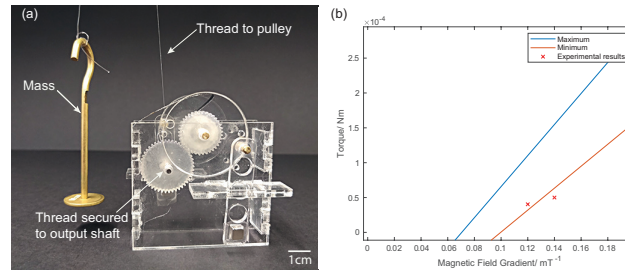 (a)
Thread to pulley
Mass
Thread secured
to output shaft
1cm
(b)
×10⁻⁴
Maximum
Minimum
Experimental results
2.5
2
1.5
1
0.5
0
Torque/ Nm
0 0.02 0.04 0.06 0.08 0.1 0.12 0.14 0.16 0.18
Magnetic Field Gradient/ mT⁻¹